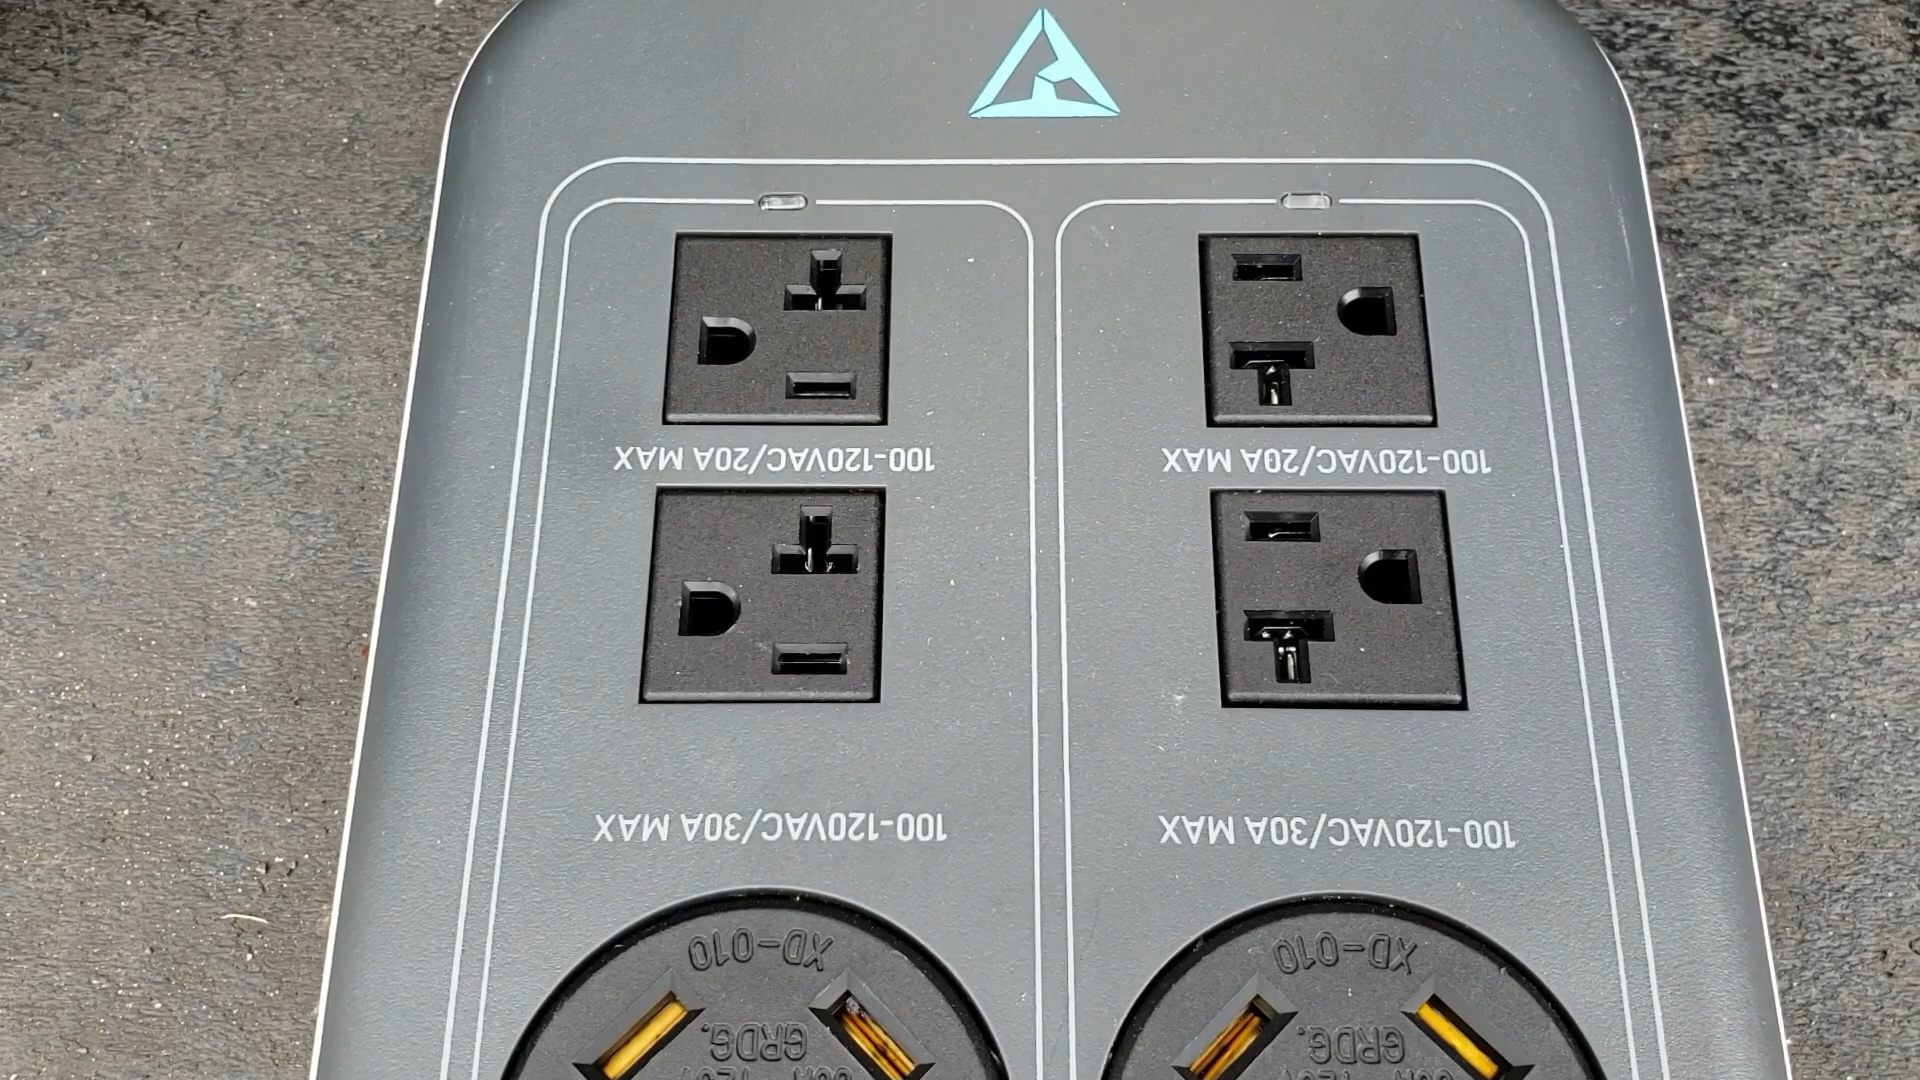 GRDG.
GRDG.
XD-010
XD-010
100-120VAC/30A MAX
100-120VAC/30A MAX
100-120VAC/20A MAX
100-120VAC/20A MAX